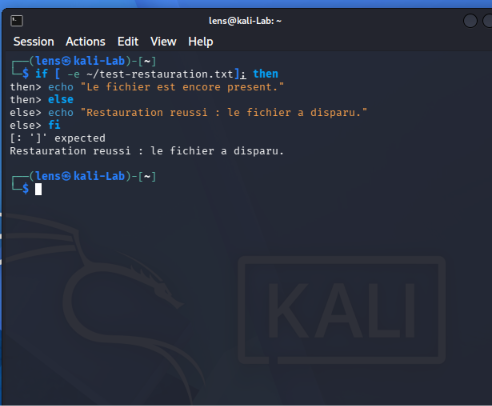 lens@kali-Lab: ~
Session Actions Edit View Help
┌──(lens㉿kali-Lab)-[~]
└─$ if [ -e ~/test-restauration.txt]; then
then> echo "Le fichier est encore present."
then> else
else> echo "Restauration reussi : le fichier a disparu."
else> fi
[: ']' expected
Restauration reussi : le fichier a disparu.
┌──(lens㉿kali-Lab)-[~]
└─$
KALI